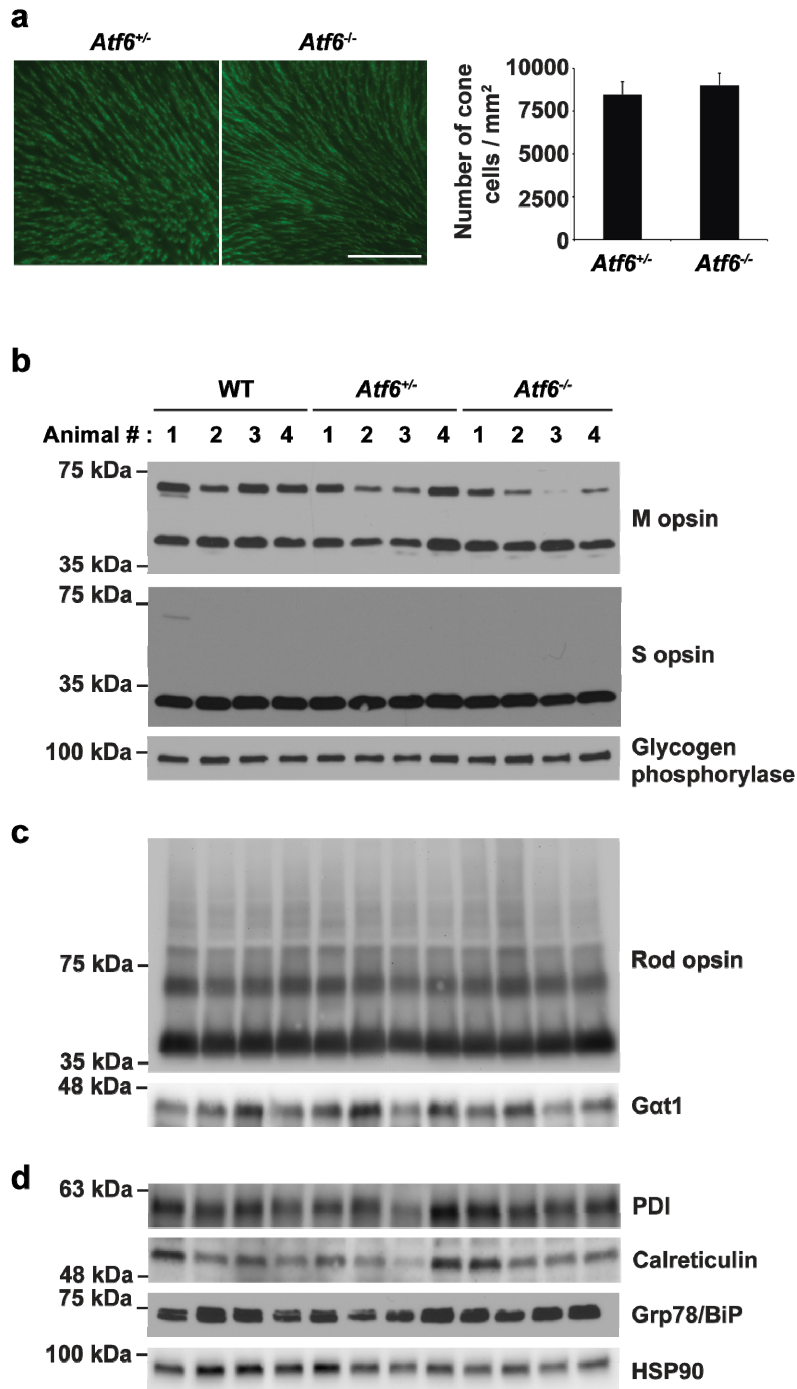 a
Atf6+/-
Atf6-/-
Number of cone
cells / mm²
10000
7500
5000
2500
0
Atf6+/-
Atf6-/-
b
WT
Atf6+/-
Atf6-/-
Animal # : 1 2 3 4 1 2 3 4 1 2 3 4
75 kDa
M opsin
35 kDa
75 kDa
S opsin
35 kDa
100 kDa
Glycogen
phosphorylase
c
75 kDa
Rod opsin
35 kDa
48 kDa
Gαt1
d
63 kDa
PDI
Calreticulin
48 kDa
75 kDa
Grp78/BiP
100 kDa
HSP90